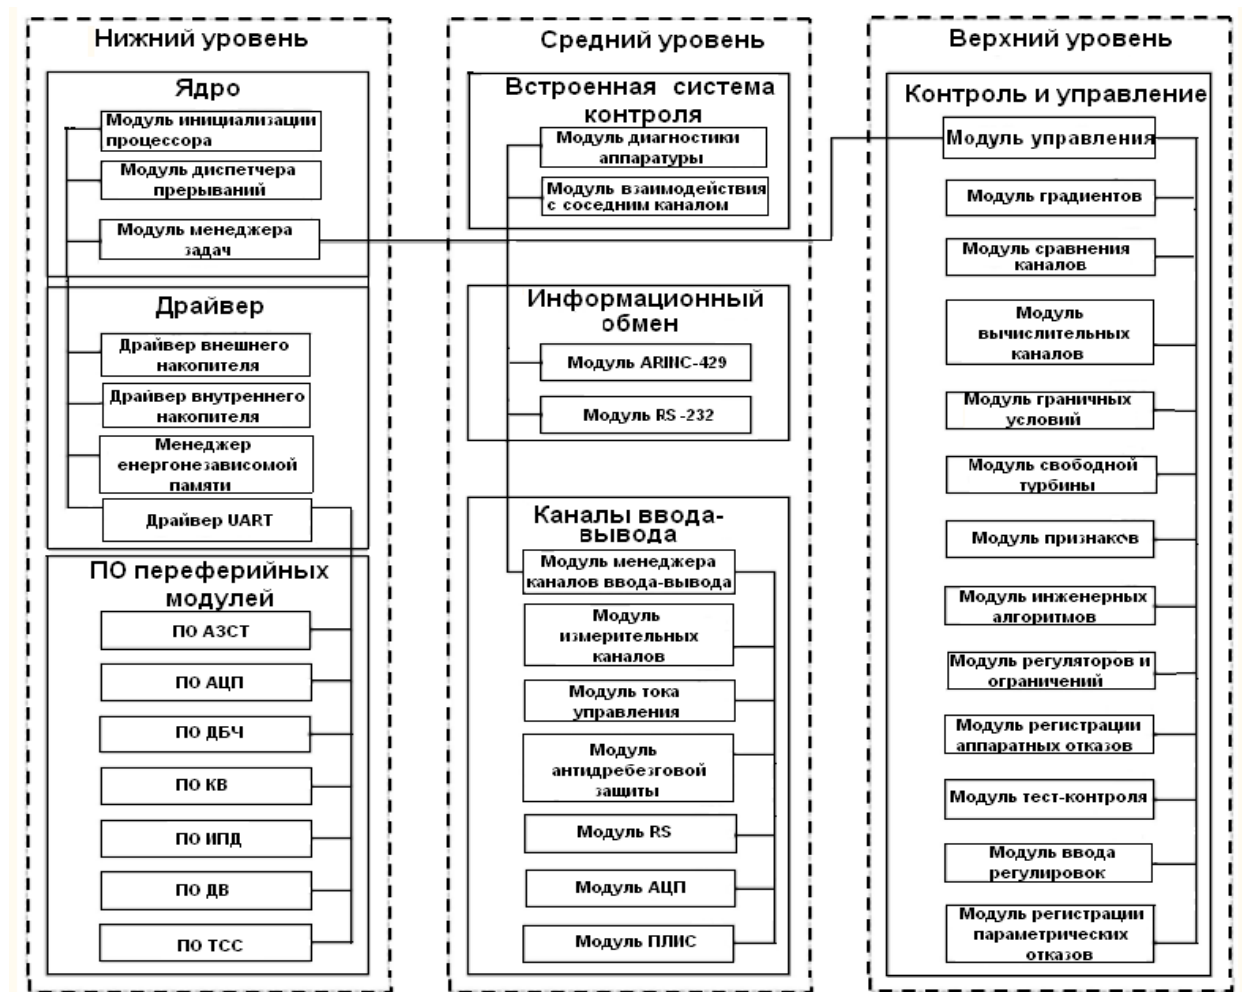 Нижний уровень
Ядро
Модуль инициализации
процессора
Модуль диспетчера
прерываний
Модуль менеджера
задач
Драйвер
Драйвер внешнего
накопителя
Драйвер внутреннего
накопителя
Менеджер
енергонезависомой
памяти
Драйвер UART
ПО переферийных
модулей
ПО АЗСТ
ПО АЦП
ПО ДБЧ
ПО КВ
ПО ИПД
ПО ДВ
ПО ТСС
Средний уровень
Встроенная система
контроля
Модуль диагностики
аппаратуры
Модуль взаимодействия
с соседним каналом
Информационный
обмен
Модуль ARINC-429
Модуль RS-232
Каналы ввода-
вывода
Модуль менеджера
каналов ввода-вывода
Модуль
измерительных
каналов
Модуль тока
управления
Модуль
антидребезговой
защиты
Модуль RS
Модуль АЦП
Модуль ПЛИС
Верхний уровень
Контроль и управление
Модуль управления
Модуль градиентов
Модуль сравнения
каналов
Модуль
вычислительных
каналов
Модуль граничных
условий
Модуль свободной
турбины
Модуль признаков
Модуль инженерных
алгоритмов
Модуль регуляторов и
ограничений
Модуль регистрации
аппаратных отказов
Модуль тест-контроля
Модуль ввода
регулировок
Модуль регистрации
параметрических
отказов